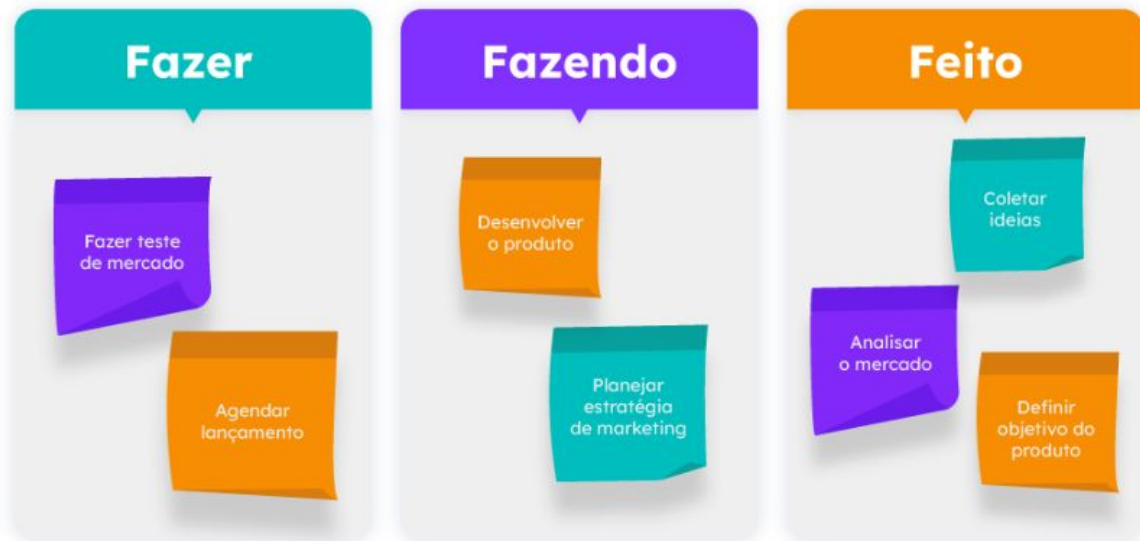 Fazer
Fazer teste
de mercado
Agendar
lançamento
Fazendo
Desenvolver
o produto
Planejar
estratégia
de marketing
Feito
Coletar
ideias
Analisar
o mercado
Definir
objetivo do
produto